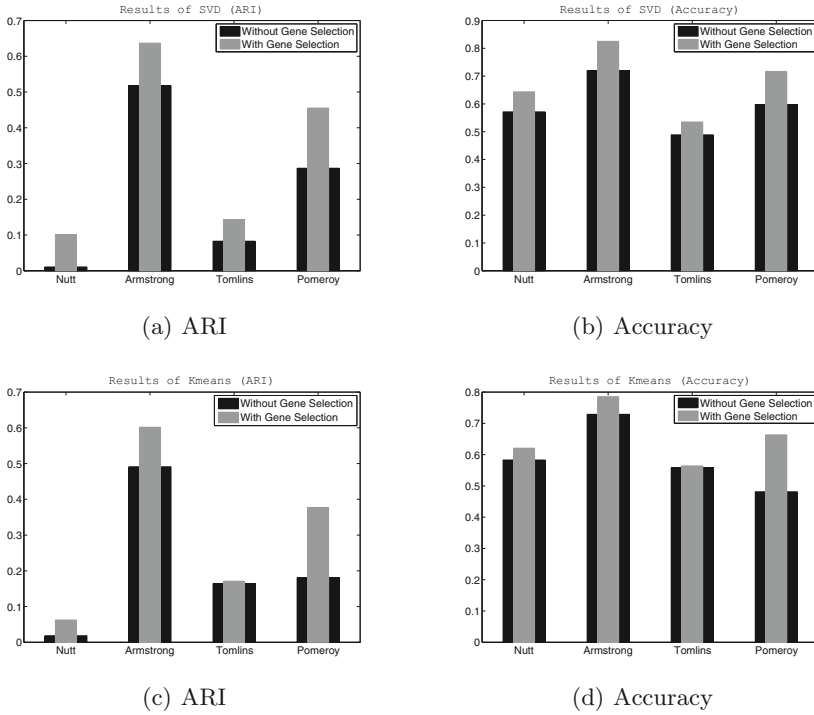 Results of SVD (ARI)
0.7
0.6
0.5
0.4
0.3
0.2
0.1
0
Without Gene Selection
With Gene Selection
Nutt Armstrong Tomlins Pomeroy
(a) ARI
Results of SVD (Accuracy)
0.9
0.8
0.7
0.6
0.5
0.4
0.3
0.2
0.1
0
Without Gene Selection
With Gene Selection
Nutt Armstrong Tomlins Pomeroy
(b) Accuracy
Results of Kmeans (ARI)
0.7
0.6
0.5
0.4
0.3
0.2
0.1
0
Without Gene Selection
With Gene Selection
Nutt Armstrong Tomlins Pomeroy
(c) ARI
Results of Kmeans (Accuracy)
0.8
0.7
0.6
0.5
0.4
0.3
0.2
0.1
0
Without Gene Selection
With Gene Selection
Nutt Armstrong Tomlins Pomeroy
(d) Accuracy